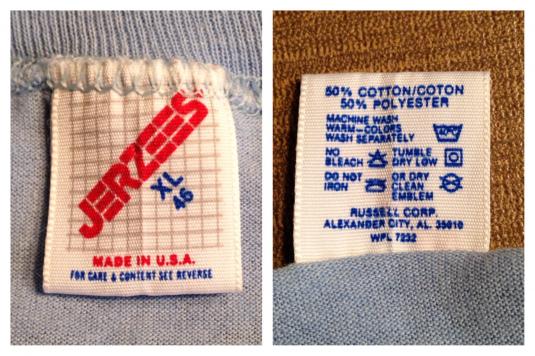 JERZEES
XL
46
MADE IN U.S.A.
FOR CARE & CONTENT SEE REVERSE
50% COTTON/COTON
50% POLYESTER
MACHINE WASH
WARM-COLORS
WASH SEPARATELY
NO TUMBLE
BLEACH DRY LOW
DO NOT OR DRY
IRON CLEAN
EMBLEM
RUSSELL CORP.
ALEXANDER CITY, AL. 35010
WPL 7232